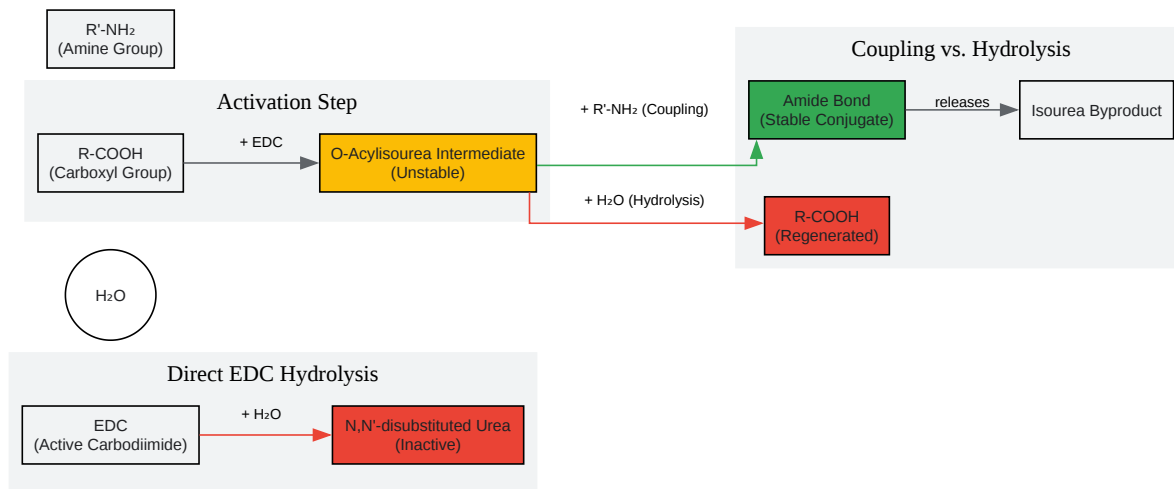 R'-NH₂
(Amine Group)
Activation Step
R-COOH
(Carboxyl Group)
+ EDC
O-Acylisourea Intermediate
(Unstable)
+ R'-NH₂ (Coupling)
+ H₂O (Hydrolysis)
Coupling vs. Hydrolysis
Amide Bond
(Stable Conjugate)
releases
Isourea Byproduct
R-COOH
(Regenerated)
H₂O
Direct EDC Hydrolysis
EDC
(Active Carbodiimide)
+ H₂O
N,N'-disubstituted Urea
(Inactive)